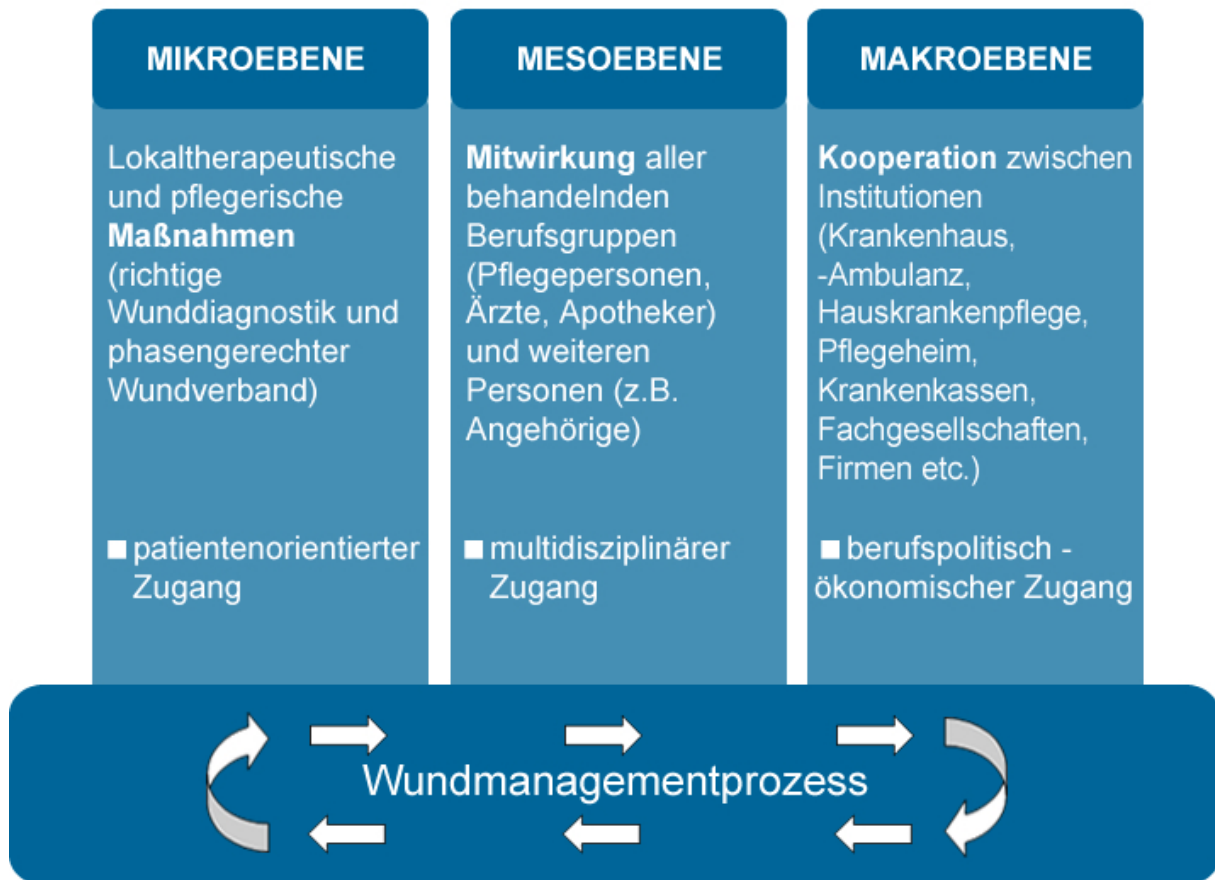 MIKROEBENE
Lokaltherapeutische
und pflegerische
Maßnahmen
(richtige
Wunddiagnostik und
phasengerechter
Wundverband)
patientenorientierter
Zugang
MESOEBENE
Mitwirkung aller
behandelnden
Berufsgruppen
(Pflegepersonen,
Ärzte, Apotheker)
und weiteren
Personen (z.B.
Angehörige)
multidisziplinärer
Zugang
MAKROEBENE
Kooperation zwischen
Institutionen
(Krankenhaus,
-Ambulanz,
Hauskrankenpflege,
Pflegeheim,
Krankenkassen,
Fachgesellschaften,
Firmen etc.)
berufspolitisch -
ökonomischer Zugang
Wundmanagementprozess